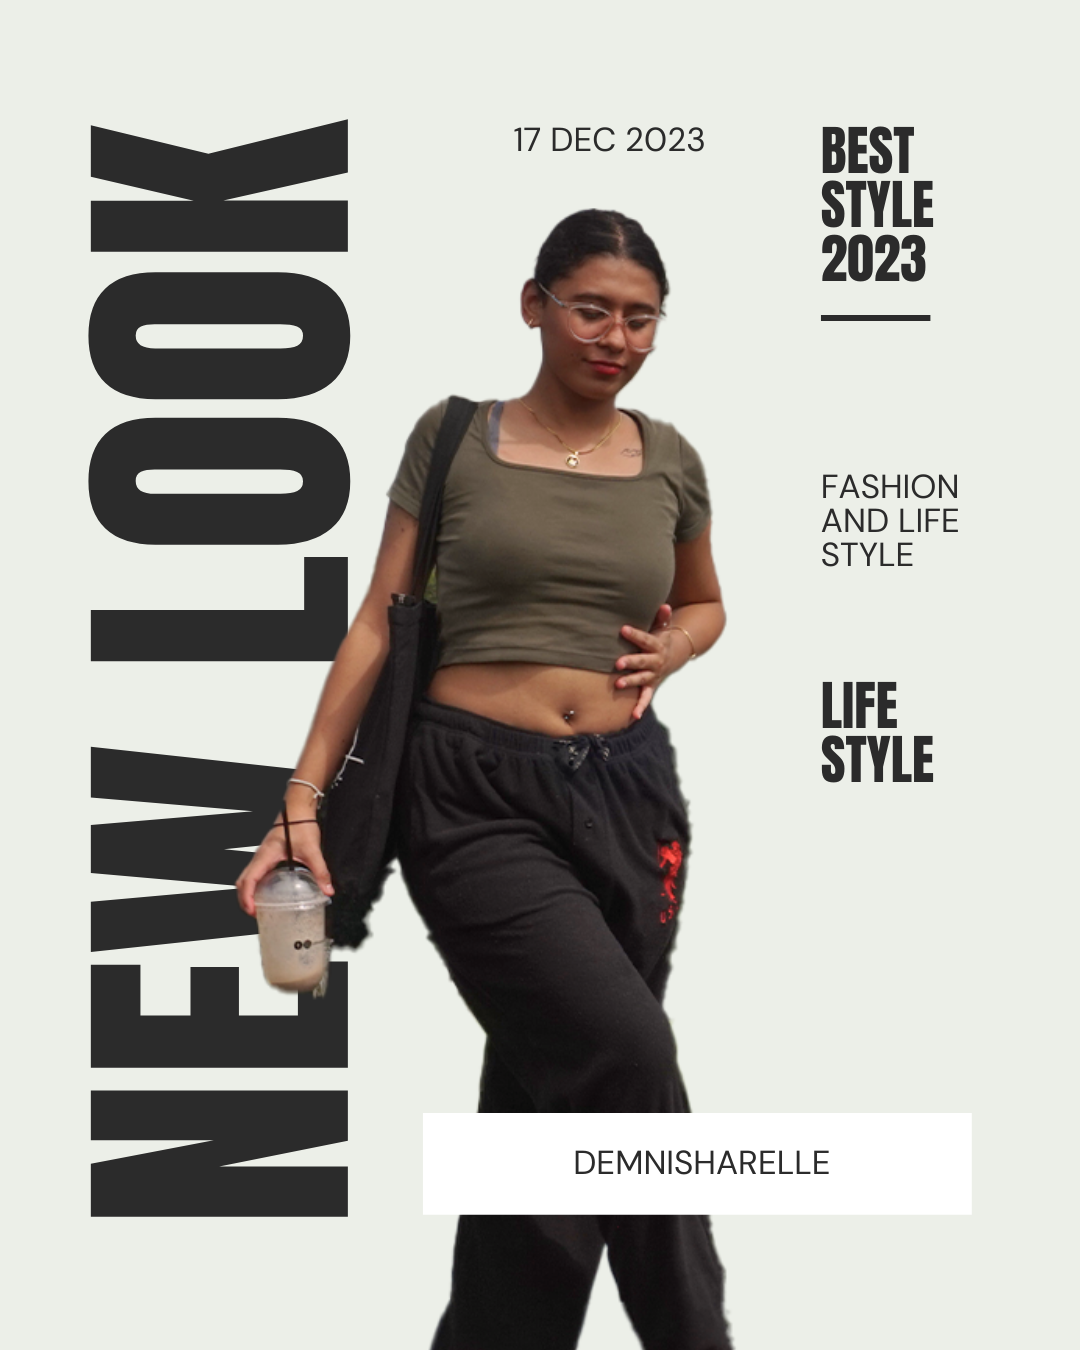 NEW LOOK
17 DEC 2023
BEST
STYLE
2023
FASHION
AND LIFE
STYLE
LIFE
STYLE
DEMNISHARELLE